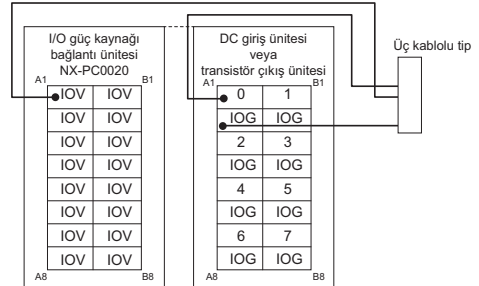 I/O güç kaynağı
bağlantı ünitesi
NX-PC0020
A1 B1
IOV IOV
IOV IOV
IOV IOV
IOV IOV
IOV IOV
IOV IOV
IOV IOV
IOV IOV
A8 B8
DC giriş ünitesi
veya
transistör çıkış ünitesi
A1 B1
0 1
IOG IOG
2 3
IOG IOG
4 5
IOG IOG
6 7
IOG IOG
A8 B8
Üç kablolu tip